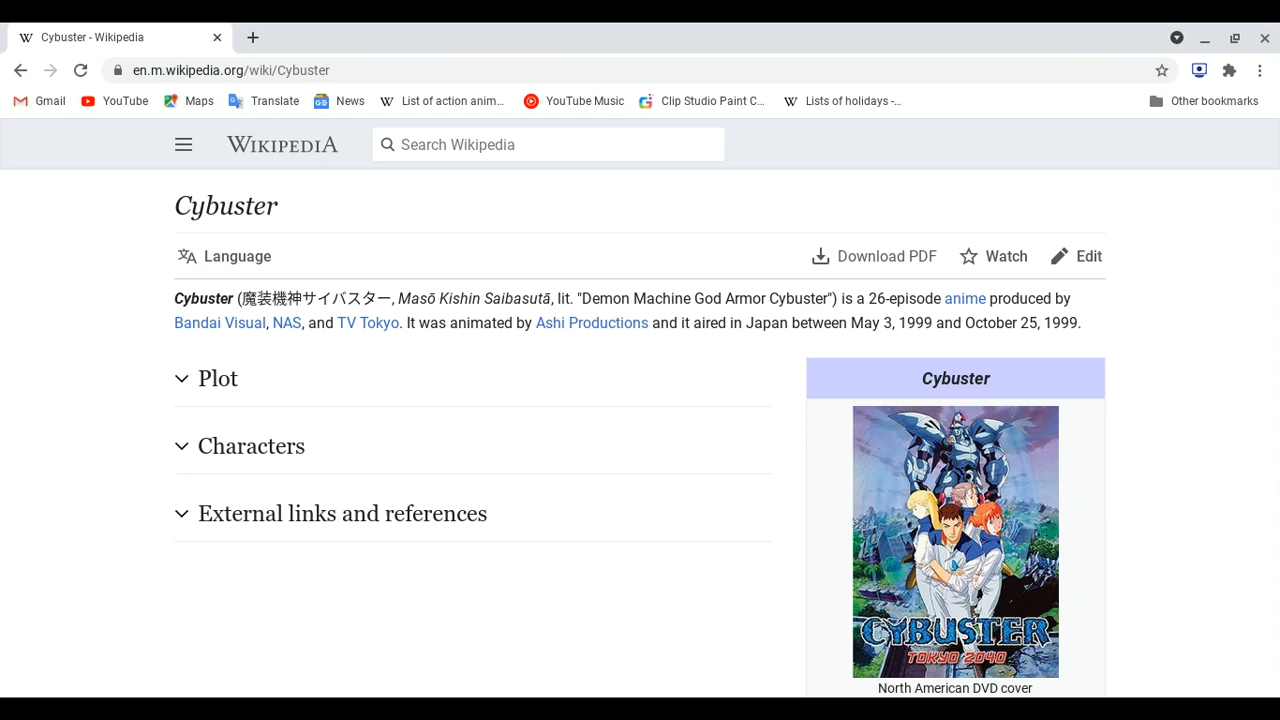 Cybuster - Wikipedia
en.m.wikipedia.org/wiki/Cybuster
Gmail YouTube Maps Translate News List of action anim... YouTube Music Clip Studio Paint C... Lists of holidays -... Other bookmarks
WIKIPEDIA Search Wikipedia
Cybuster
Language Download PDF Watch Edit
Cybuster (魔装機神サイバスター, Masō Kishin Saibasutā, lit. "Demon Machine God Armor Cybuster") is a 26-episode anime produced by
Bandai Visual, NAS, and TV Tokyo. It was animated by Ashi Productions and it aired in Japan between May 3, 1999 and October 25, 1999.
Plot
Characters
External links and references
Cybuster
CYBUSTER
TOKYO 2040
North American DVD cover